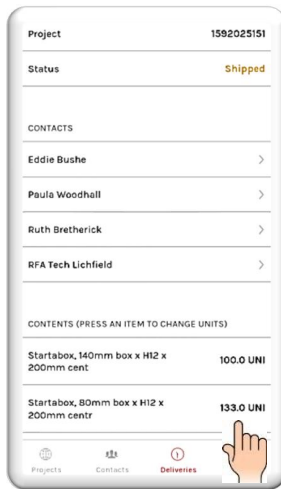 Project 1592025151
Status Shipped
CONTACTS
Eddie Bushe
Paula Woodhall
Ruth Bretherick
RFA Tech Lichfield
CONTENTS (PRESS AN ITEM TO CHANGE UNITS)
Startabox, 140mm box x H12 x
200mm cent 100.0 UNI
Startabox, 80mm box x H12 x
200mm centr 133.0 UNI
Projects Contacts Deliveries